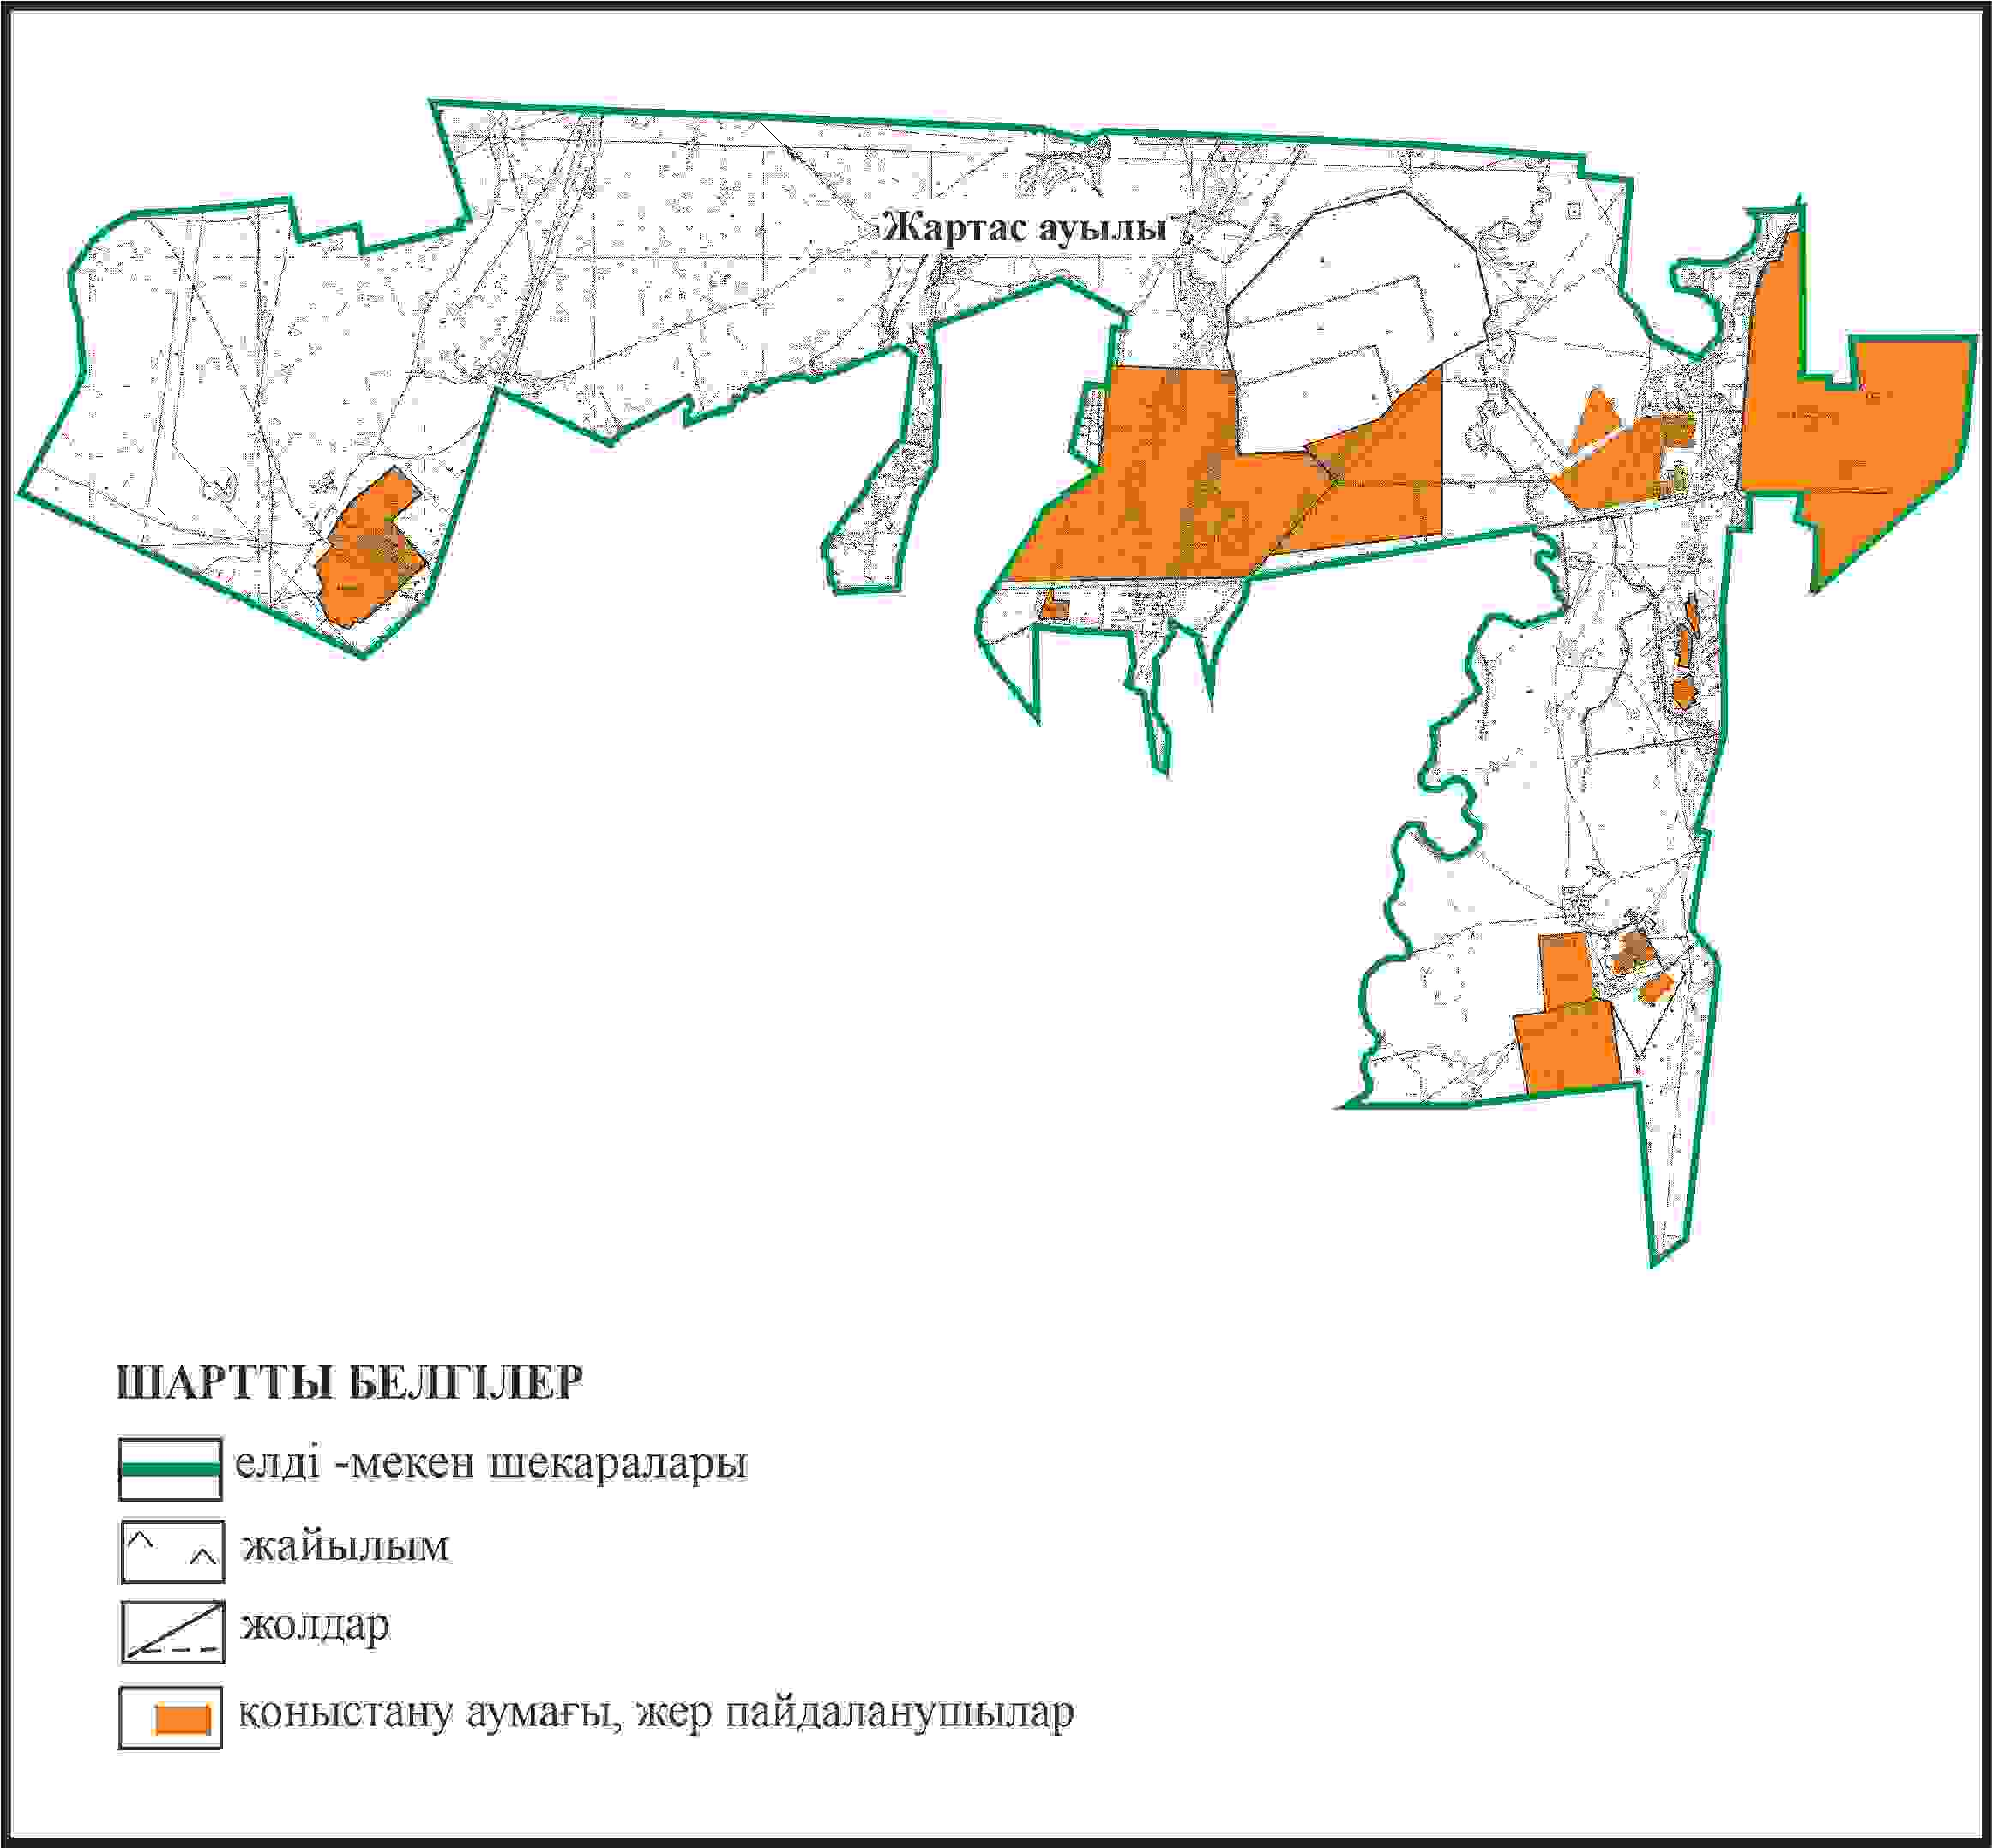 Жартас ауылы
ШАРТТЫ БЕЛГІЛЕР
елді -мекен шекаралары
жайылым
жолдар
қоныстану аумағы, жер пайдаланушылар